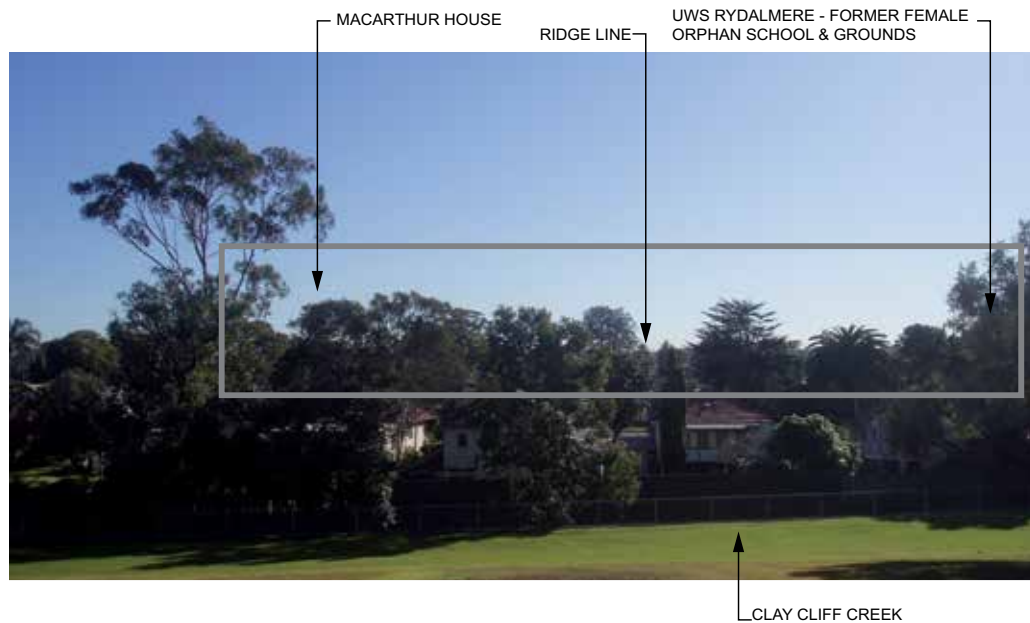 MACARTHUR HOUSE
RIDGE LINE
UWS RYDALMERE - FORMER FEMALE
ORPHAN SCHOOL & GROUNDS
CLAY CLIFF CREEK